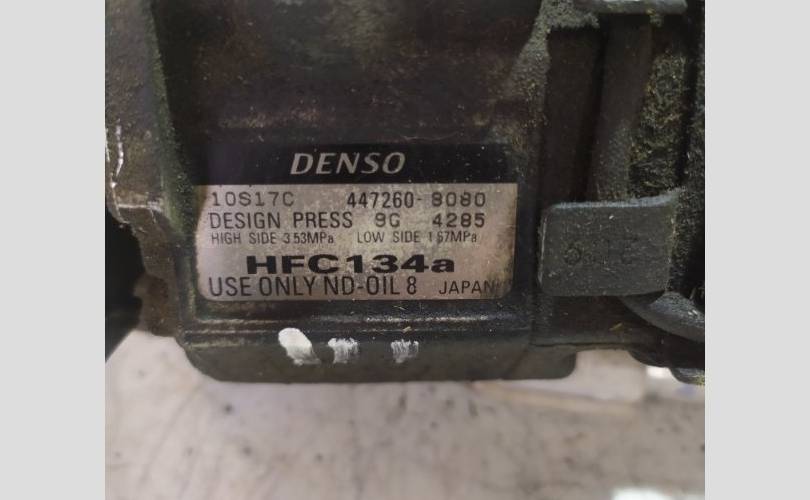 DENSO
10S17C 447260-8080
DESIGN PRESS 9G 4285
HIGH SIDE 3.53MPa LOW SIDE 1.67MPa
HFC134a
USE ONLY ND-OIL 8 JAPAN